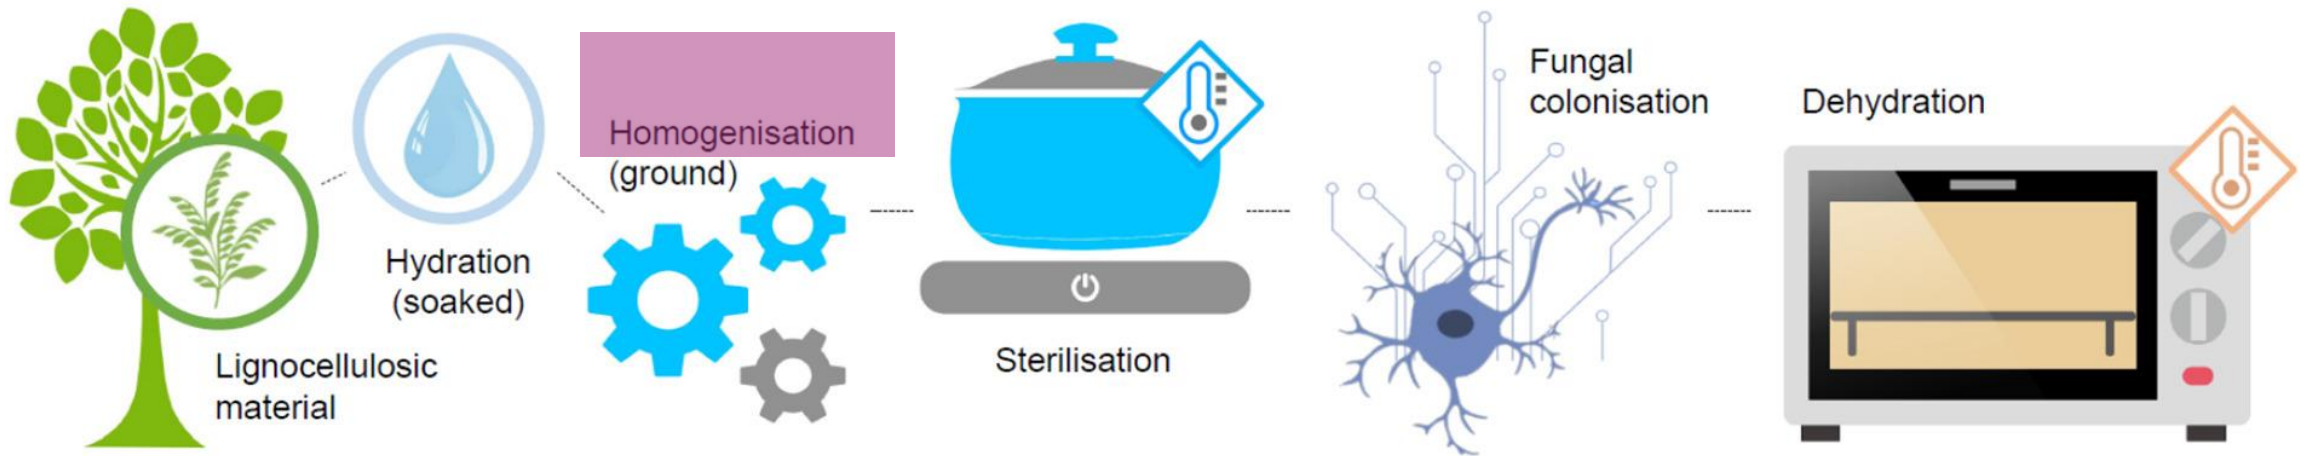 Lignocellulosic
material
Hydration
(soaked)
Homogenisation
(ground)
Sterilisation
Fungal
colonisation
Dehydration